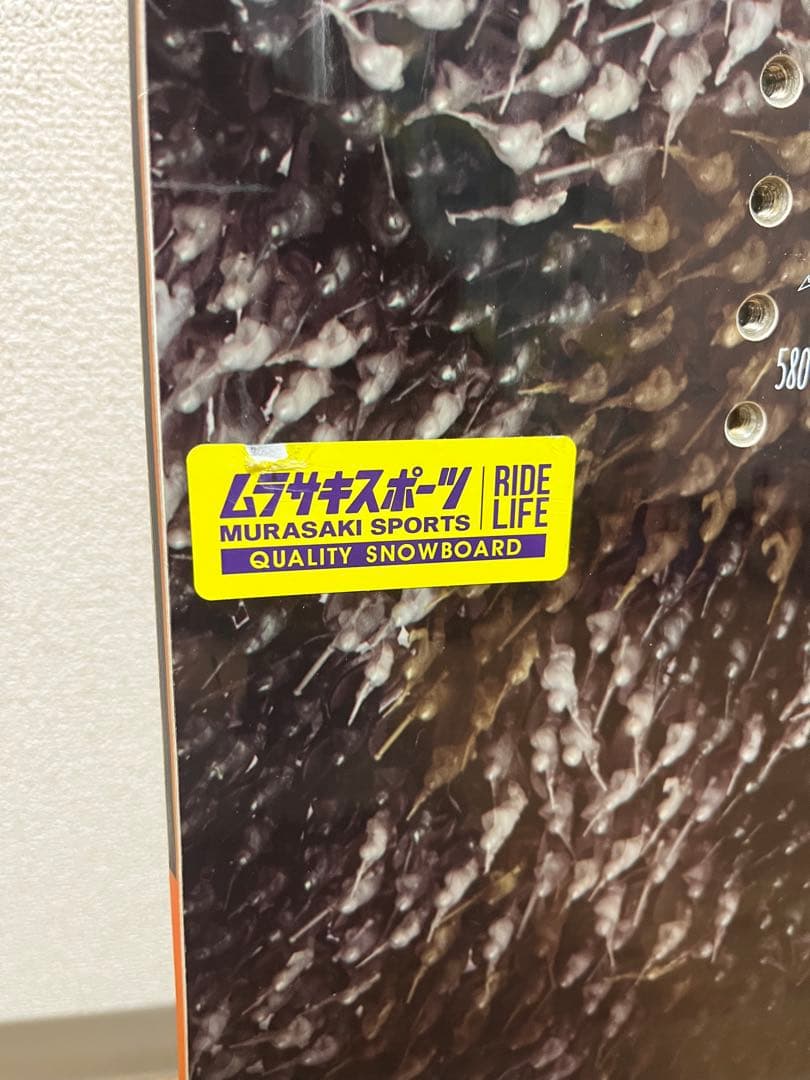 580
ムラサキスポーツ
MURASAKI SPORTS
RIDE
LIFE
QUALITY SNOWBOARD